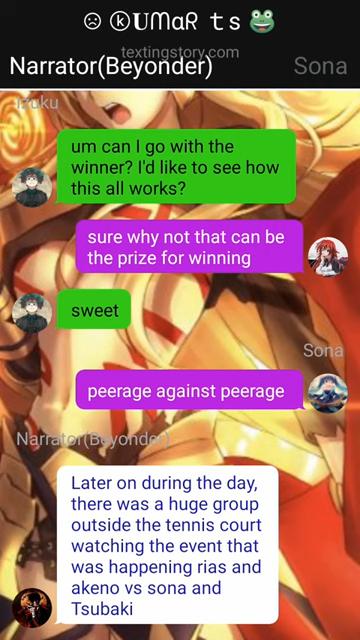 ☹ ⓚ𝐔ᗰᗩᖇ ｔｓ 🐸
textingstory.com
Narrator(Beyonder) Sona
Izuku
um can I go with the
winner? I'd like to see how
this all works?
sure why not that can be
the prize for winning
sweet
Sona
peerage against peerage
Narrator(Beyonder)
Later on during the day,
there was a huge group
outside the tennis court
watching the event that
was happening rias and
akeno vs sona and
Tsubaki